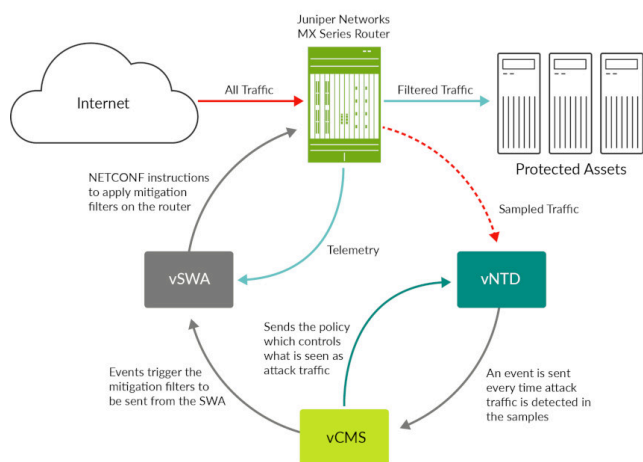 Juniper Networks
MX Series Router
Internet
All Traffic
Filtered Traffic
Protected Assets
NETCONF instructions
to apply mitigation
filters on the router
Sampled Traffic
Telemetry
vSWA
vNTD
Sends the policy
which controls
what is seen as
attack traffic
Events trigger the
mitigation filters to
be sent from the SWA
An event is sent
every time attack
traffic is detected in
the samples
vCMS